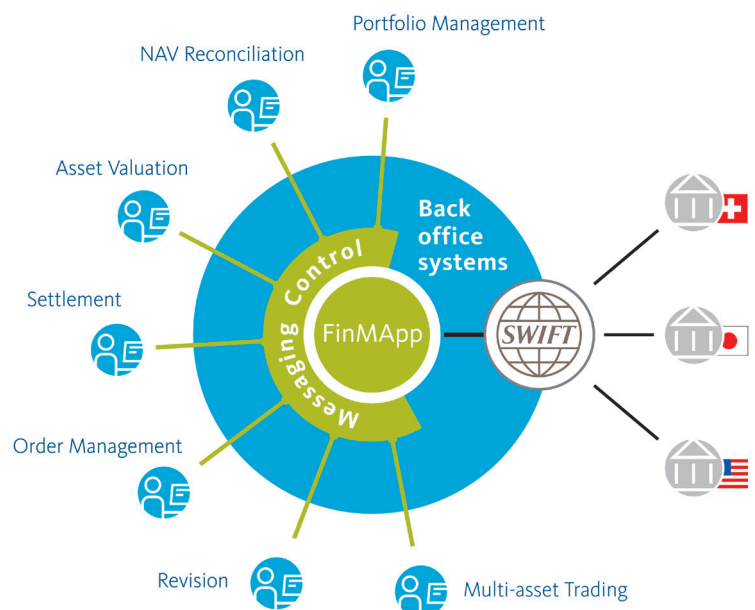 Portfolio Management
NAV Reconciliation
Asset Valuation
Back
office
systems
Messaging Control
Settlement
FinMApp
SWIFT
Order Management
Revision
Multi-asset Trading